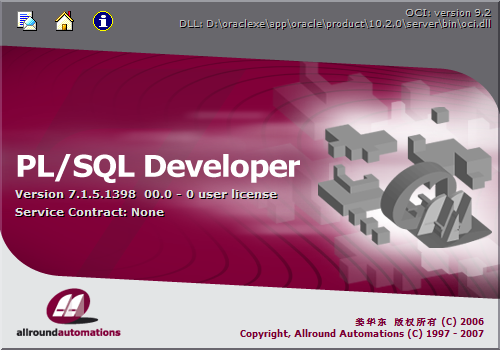 OCI: version 9.2
DLL: D:\oraclexe\app\oracle\product\10.2.0\server\bin\oci.dll
PL/SQL Developer
Version 7.1.5.1398 00.0 - 0 user license
Service Contract: None
allroundautomations
娄华东 版权所有 (C) 2006
Copyright, Allround Automations (C) 1997 - 2007